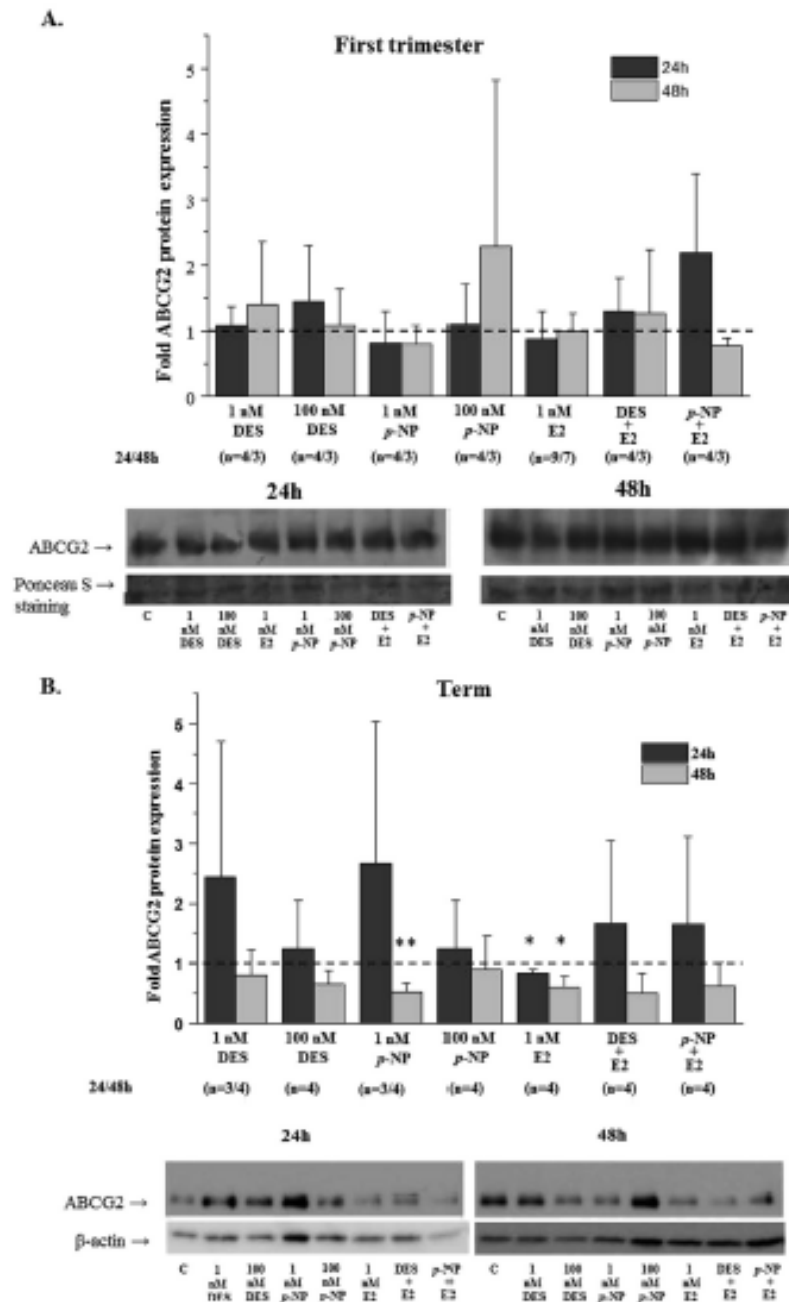 A.
First trimester
24h
48h
Fold ABCG2 protein expression
5
4
3
2
1
0
1 nM DES
100 nM DES
1 nM p-NP
100 nM p-NP
1 nM E2
DES + E2
p-NP + E2
24/48h
(n=4/3) (n=4/3) (n=4/3) (n=4/3) (n=9/7) (n=4/3) (n=4/3)
24h
48h
ABCG2 →
Ponceau S →
staining
C
1 nM DES
100 nM DES
1 nM E2
1 nM p-NP
100 nM p-NP
DES + E2
p-NP + E2
C
1 nM DES
100 nM DES
1 nM p-NP
100 nM p-NP
1 nM E2
DES + E2
p-NP + E2
B.
Term
24h
48h
Fold ABCG2 protein expression
5
4
3
2
1
0
**
*
*
1 nM DES
100 nM DES
1 nM p-NP
100 nM p-NP
1 nM E2
DES + E2
p-NP + E2
24/48h
(n=3/4) (n=4) (n=3/4) (n=4) (n=4) (n=4) (n=4)
24h
48h
ABCG2 →
β-actin →
C
1 nM
100 nM DES
1 nM p-NP
100 nM p-NP
1 nM E2
DES + E2
p-NP = E2
C
1 nM DES
100 nM DES
1 nM p-NP
100 nM p-NP
1 nM E2
DES + E2
p-NP + E2